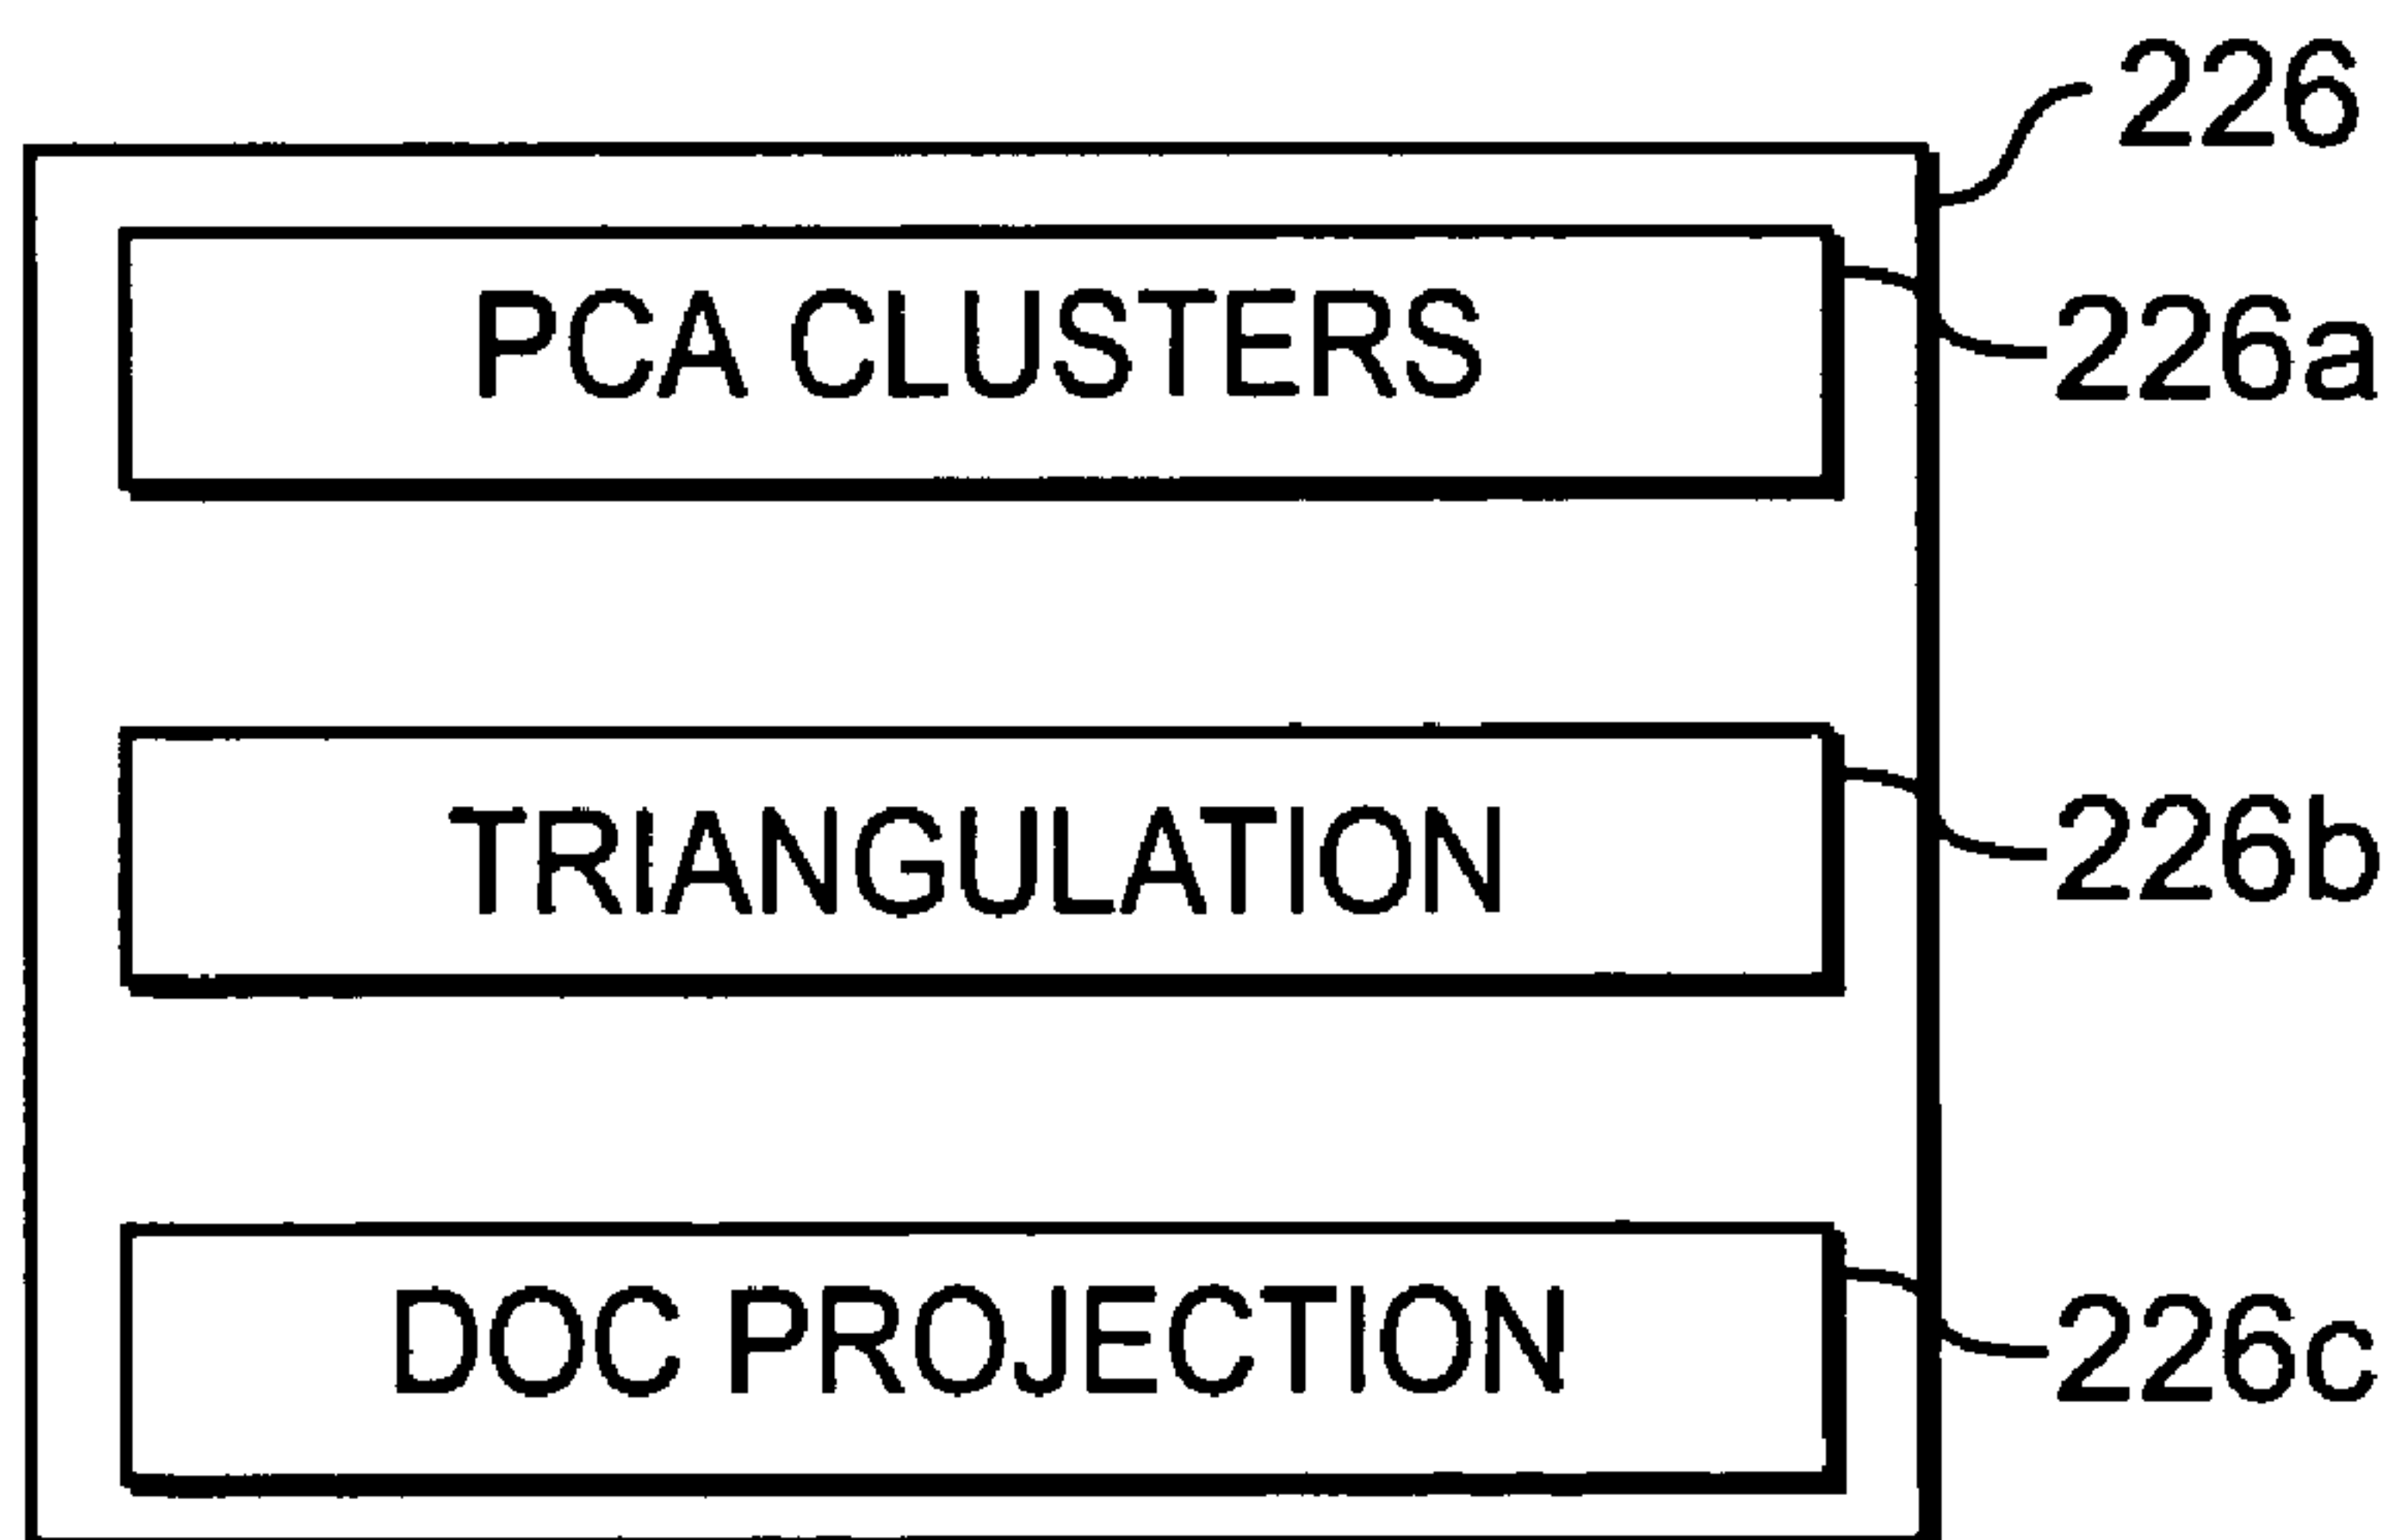 226
PCA CLUSTERS
226a
TRIANGULATION
226b
DOC PROJECTION
226c